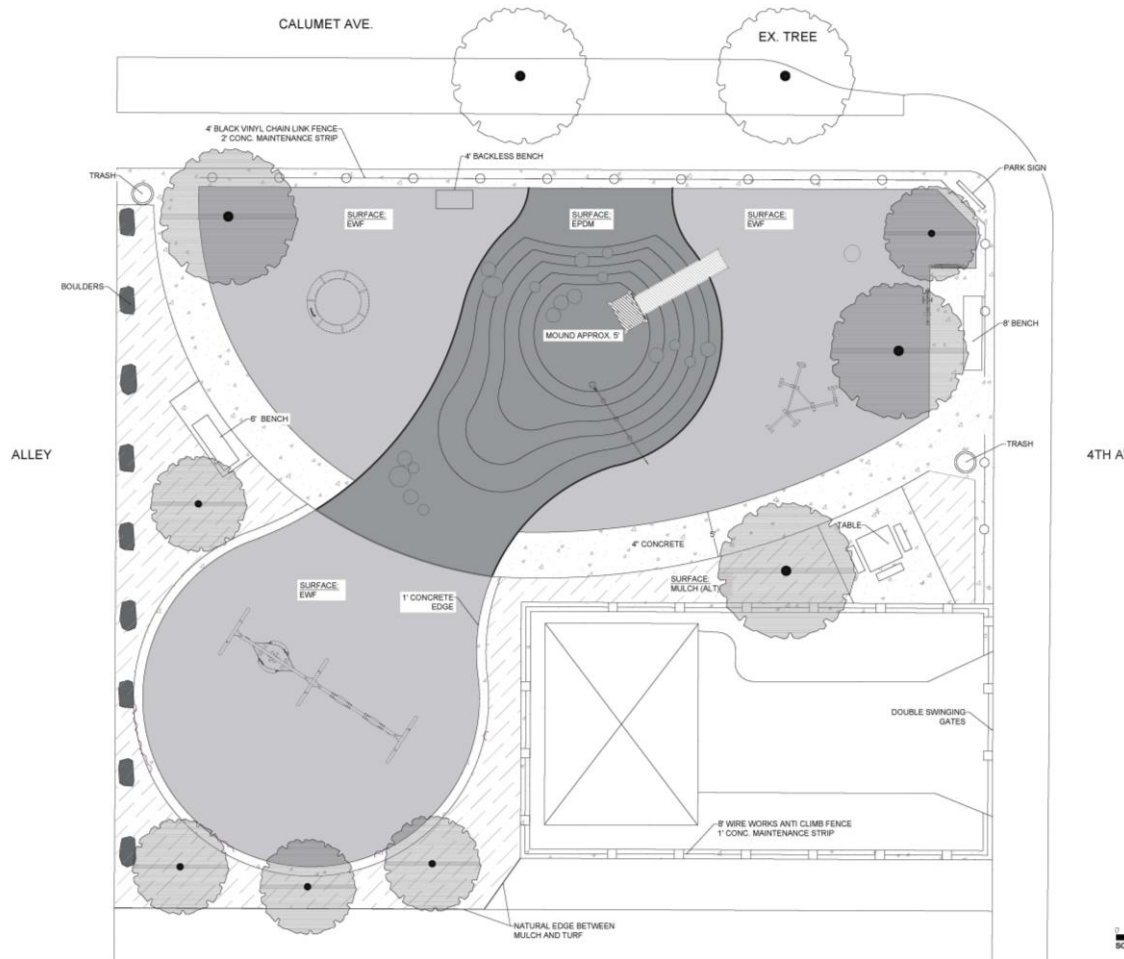 CALUMET AVE.
EX. TREE
4' BLACK VINYL CHAIN LINK FENCE
2' CONC. MAINTENANCE STRIP
4' BACKLESS BENCH
PARK SIGN
TRASH
SURFACE:
EWF
SURFACE:
EPDM
SURFACE:
EWF
BOULDERS
8' BENCH
MOUND APPROX. 5'
6' BENCH
ALLEY
TRASH
4TH A
TABLE
5'
4" CONCRETE
SURFACE:
MULCH (ALT)
SURFACE:
EWF
1' CONCRETE
EDGE
DOUBLE SWINGING
GATES
8' WIRE WORKS ANTI CLIMB FENCE
1' CONC. MAINTENANCE STRIP
NATURAL EDGE BETWEEN
MULCH AND TURF